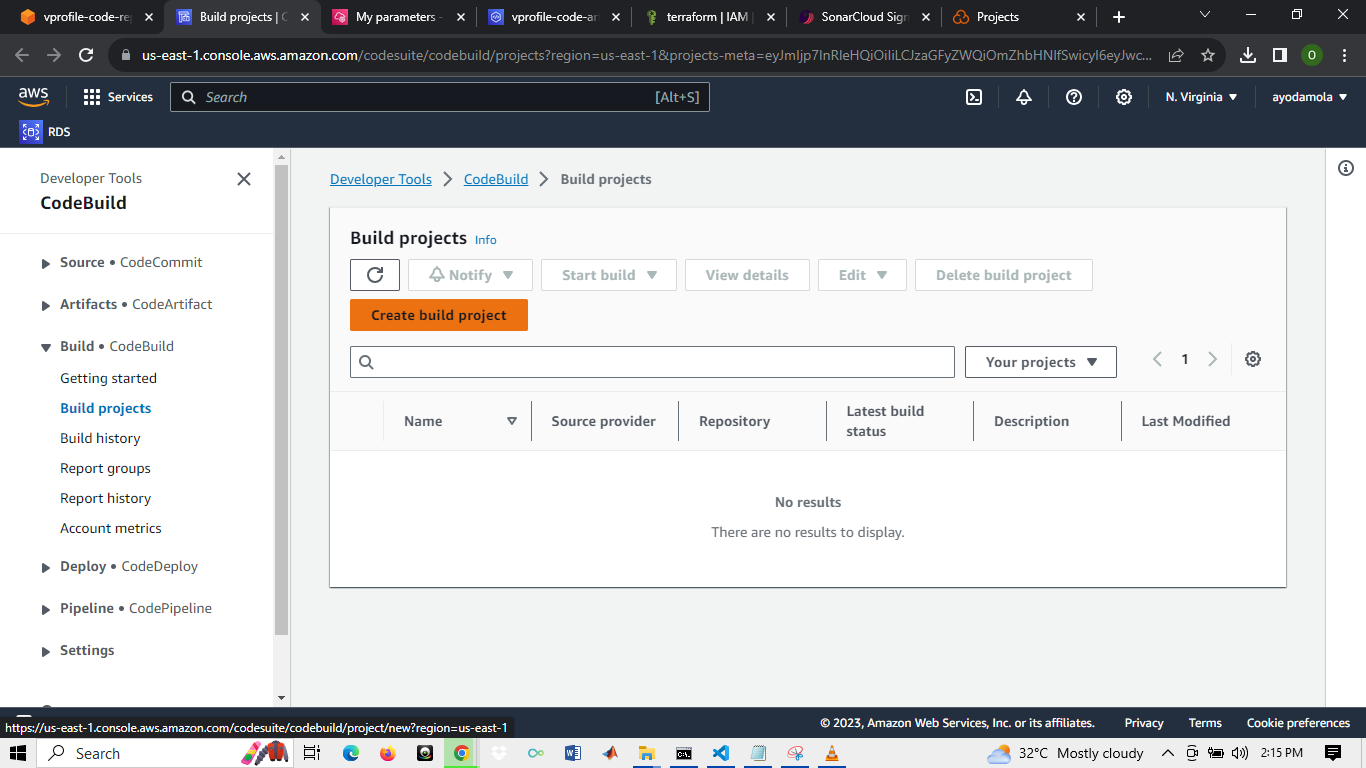 vprofile-code-rep
Build projects | C
My parameters -
vprofile-code-ar
terraform | IAM |
SonarCloud Sign
Projects
us-east-1.console.aws.amazon.com/codesuite/codebuild/projects?region=us-east-1&projects-meta=eyJmIjp7InRleHQiOiIiLCJzaGFyZWQiOmZhbHNlfSwicyI6eyJwc...
O
aws
Services
Search
[Alt+S]
N. Virginia
ayodamola
RDS
Developer Tools
CodeBuild
Source • CodeCommit
Artifacts • CodeArtifact
Build • CodeBuild
Getting started
Build projects
Build history
Report groups
Report history
Account metrics
Deploy • CodeDeploy
Pipeline • CodePipeline
Settings
Developer Tools
CodeBuild
Build projects
Build projects Info
Notify
Start build
View details
Edit
Delete build project
Create build project
Your projects
1
Name
Source provider
Repository
Latest build
status
Description
Last Modified
No results
There are no results to display.
https://us-east-1.console.aws.amazon.com/codesuite/codebuild/project/new?region=us-east-1
© 2023, Amazon Web Services, Inc. or its affiliates.
Privacy
Terms
Cookie preferences
Search
32°C Mostly cloudy
2:15 PM